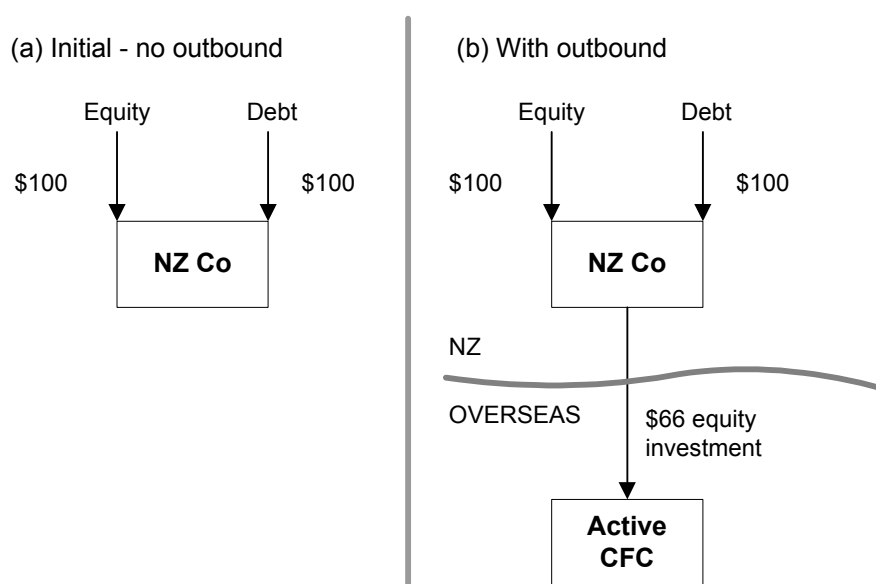 (a) Initial - no outbound
Equity
Debt
$100
$100
NZ Co
(b) With outbound
Equity
Debt
$100
$100
NZ Co
NZ
OVERSEAS
$66 equity
investment
Active
CFC